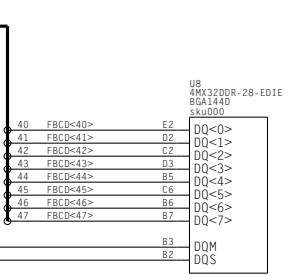 U8
4MX32DDR-28-EDIE
BGA144D
sku000
40 FBCD<40> E2 DQ<0>
41 FBCD<41> D2 DQ<1>
42 FBCD<42> C2 DQ<2>
43 FBCD<43> D3 DQ<3>
44 FBCD<44> B5 DQ<4>
45 FBCD<45> C6 DQ<5>
46 FBCD<46> B6 DQ<6>
47 FBCD<47> B7 DQ<7>
B3 DQM
B2 DQS